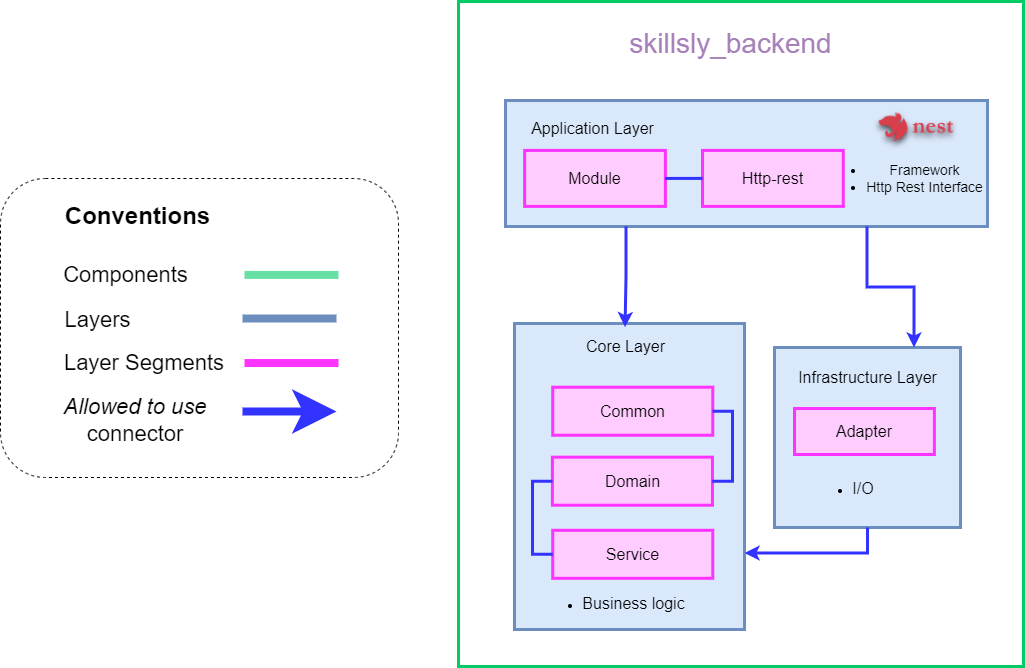 skillsly_backend
Application Layer
nest
Module
Http-rest
• Framework
• Http Rest Interface
Conventions
Components
Layers
Layer Segments
Allowed to use
connector
Core Layer
Common
Domain
Service
• Business logic
Infrastructure Layer
Adapter
• I/O